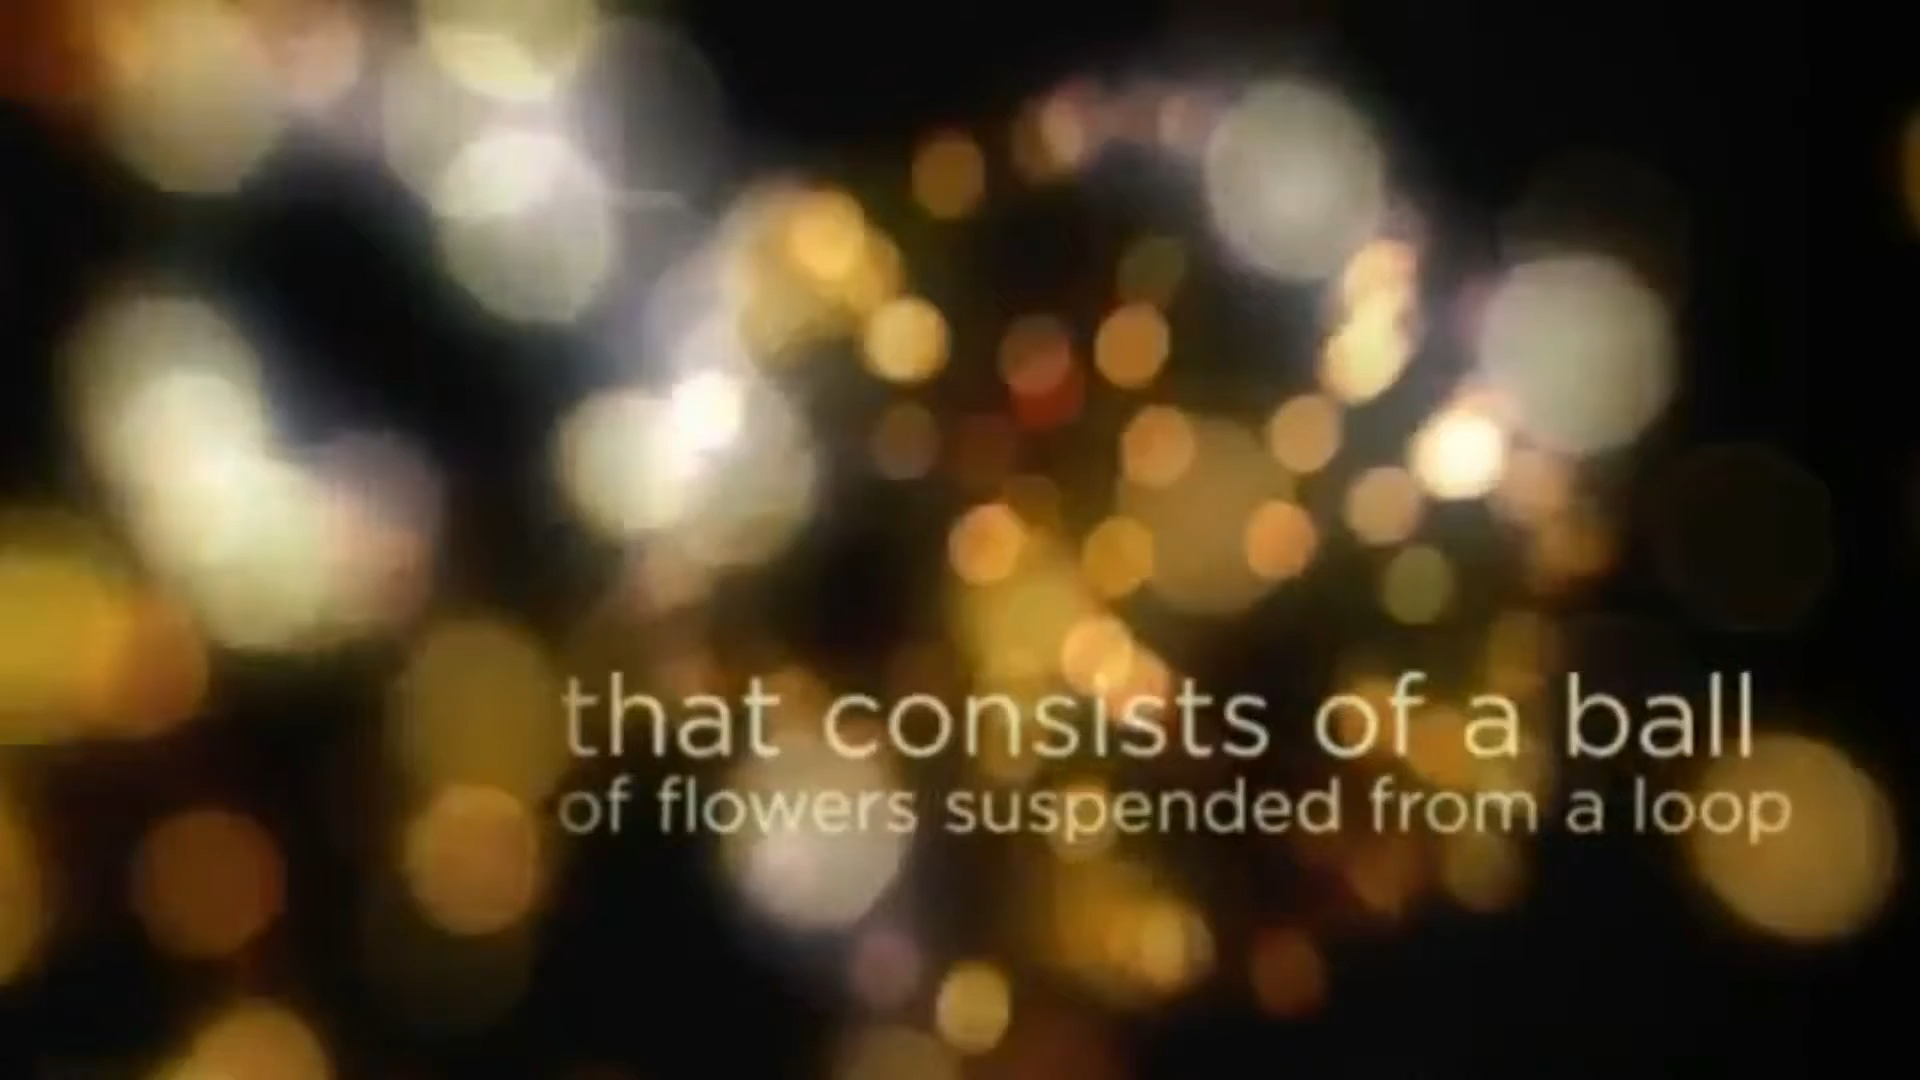 that consists of a ball
of flowers suspended from a loop